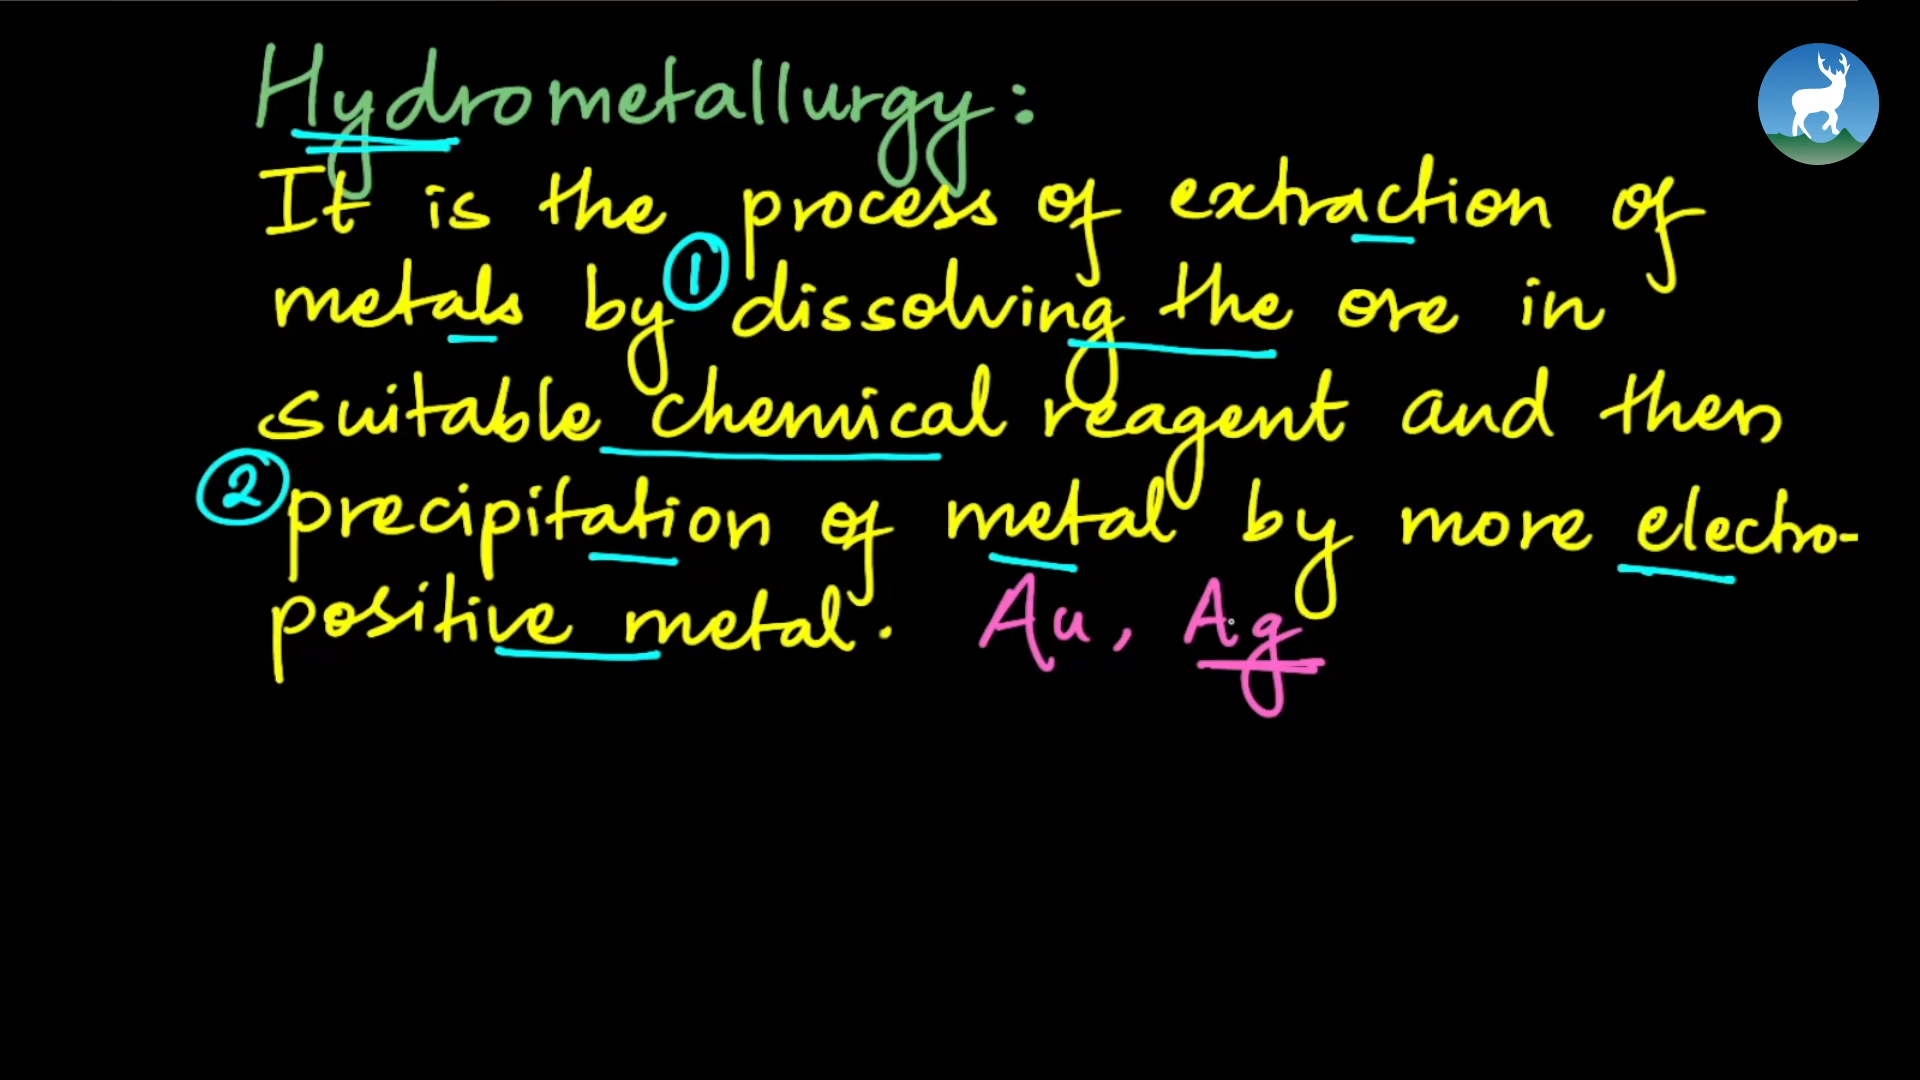 Hydrometallurgy:
It is the process of extraction of
metals by ① dissolving the ore in
suitable chemical reagent and then
② precipitation of metal by more electro-
positive metal. Au, Ag